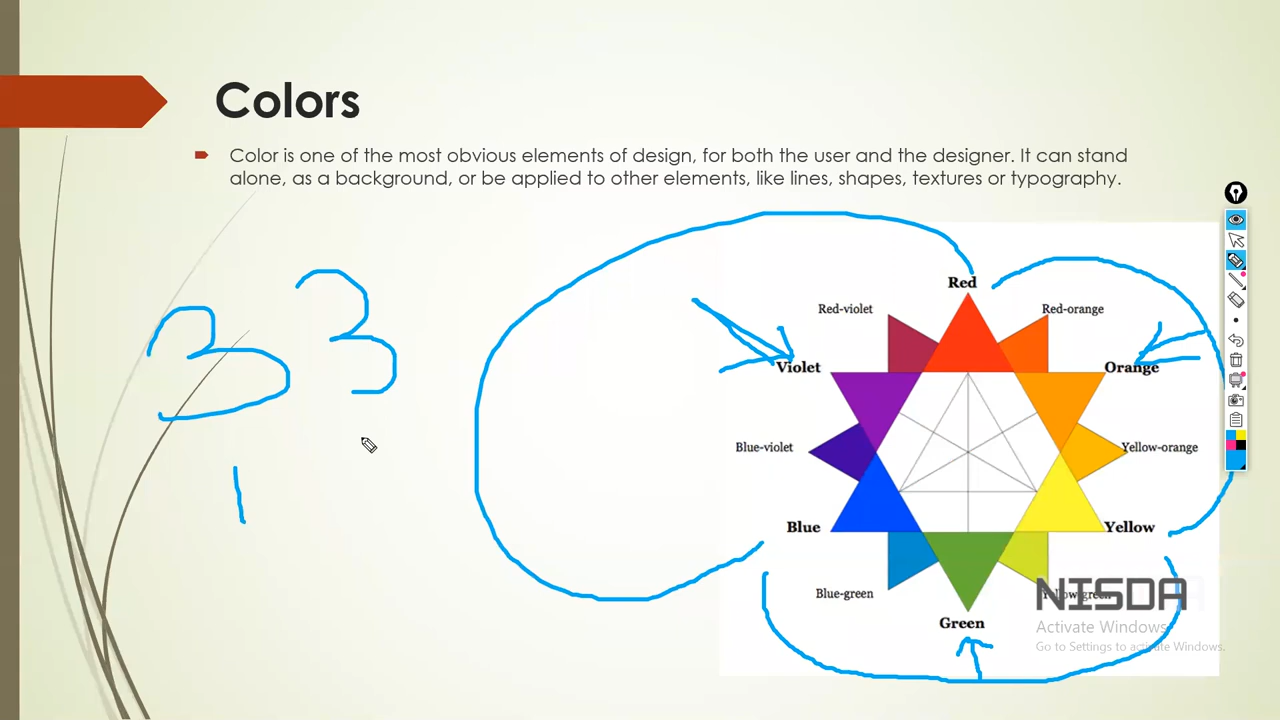 Colors
Color is one of the most obvious elements of design, for both the user and the designer. It can stand
alone, as a background, or be applied to other elements, like lines, shapes, textures or typography.
3 3
1
Red
Red-violet
Red-orange
Violet
Orange
Blue-violet
Yellow-orange
Blue
Yellow
Blue-green
Yellow-green
NISDA
Green
Activate Windows
Go to Settings to activate Windows.